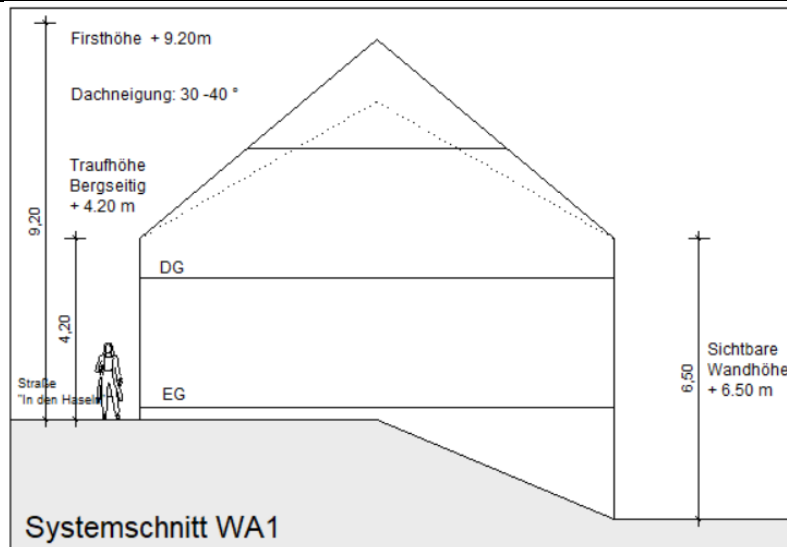 Firsthöhe + 9.20m
Dachneigung: 30 -40 °
Traufhöhe
Bergseitig
+ 4.20 m
9,20
4,20
DG
EG
Straße
"In den Haseln"
6,50
Sichtbare
Wandhöhe
+ 6.50 m
Systemschnitt WA1